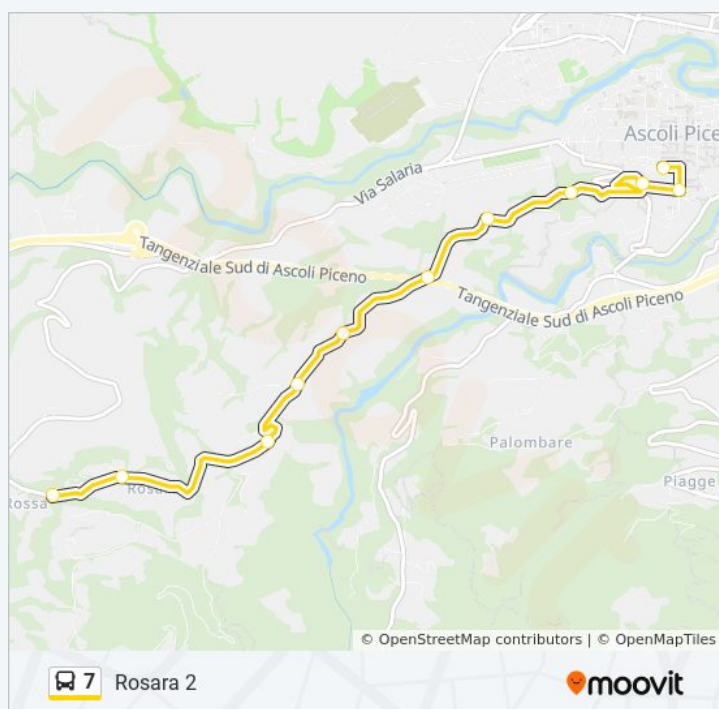 Ascoli Pice
Via Salaria
Tangenziale Sud di Ascoli Piceno
Tangenziale Sud di Ascoli Piceno
Palombare
Piagge
Rossa
© OpenStreetMap contributors | © OpenMapTiles
7 Rosara 2
moovit